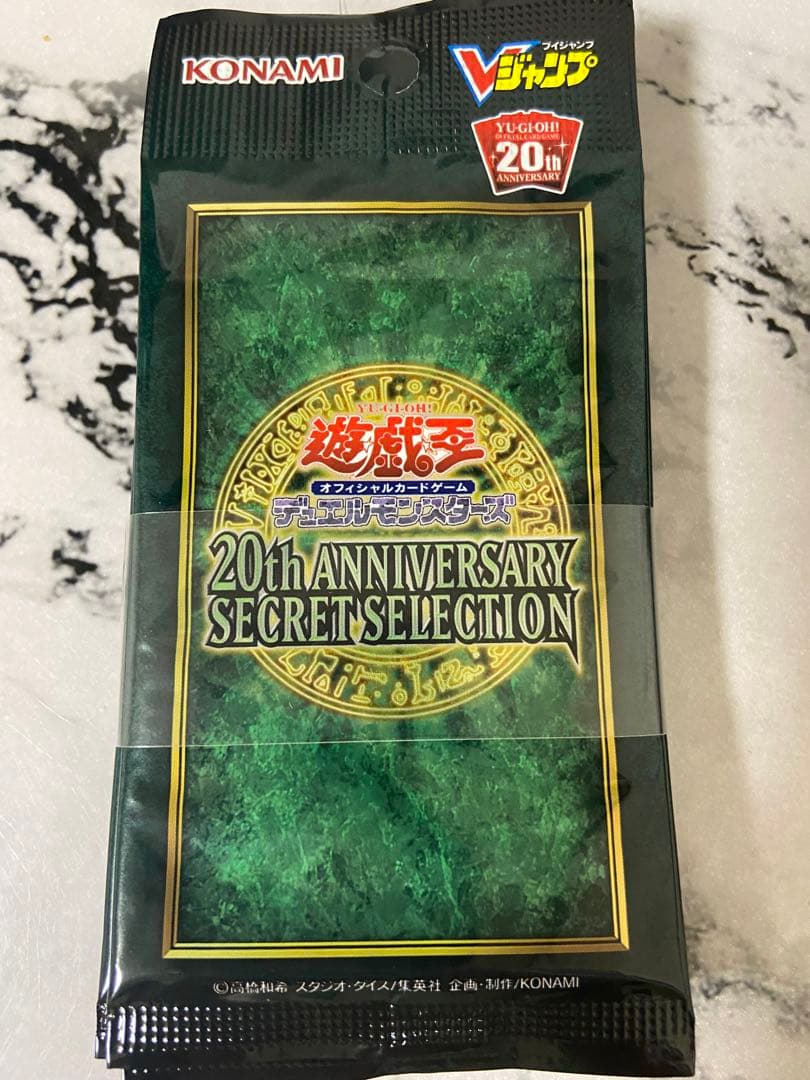 KONAMI
ブイジャンプ
Vジャンプ
YU-GI-OH!
OFFICIAL CARD GAME
20th
ANNIVERSARY
YU-GI-OH!
遊戯王
オフィシャルカードゲーム
デュエルモンスターズ
20th ANNIVERSARY
SECRET SELECTION
©高橋和希 スタジオ・ダイス/集英社 企画・制作/KONAMI